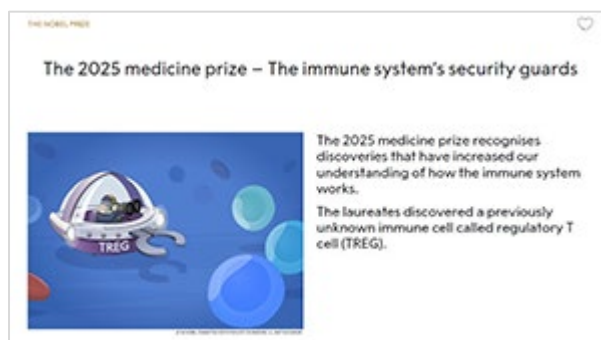 THE NOBEL PRIZE
The 2025 medicine prize – The immune system's security guards
The 2025 medicine prize recognises
discoveries that have increased our
understanding of how the immune system
works.
The laureates discovered a previously
unknown immune cell called regulatory T
cell (TREG).
TREG